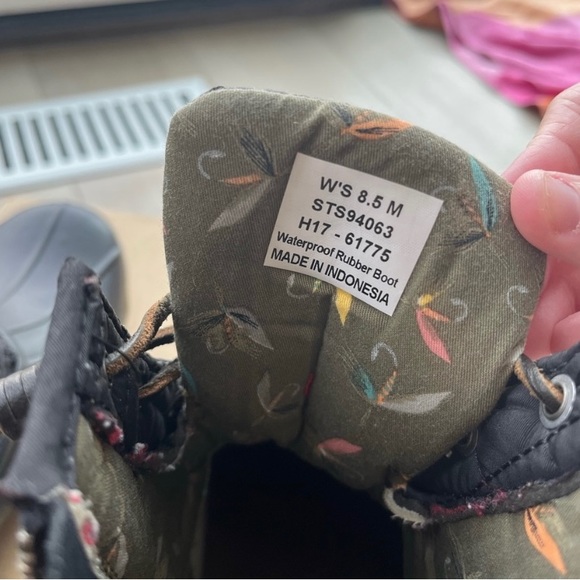 W'S 8.5 M
STS94063
H17 - 61775
Waterproof Rubber Boot
MADE IN INDONESIA